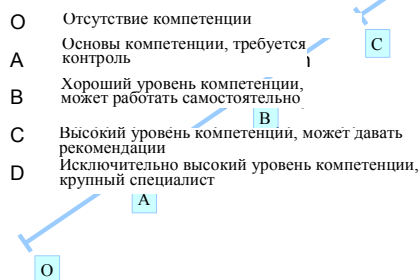 O Отсутствие компетенции
A Основы компетенции, требуется
контроль
B Хороший уровень компетенции,
может работать самостоятельно
C Высокий уровень компетенции, может давать
рекомендации
D Исключительно высокий уровень компетенции,
крупный специалист
C
B
A
O